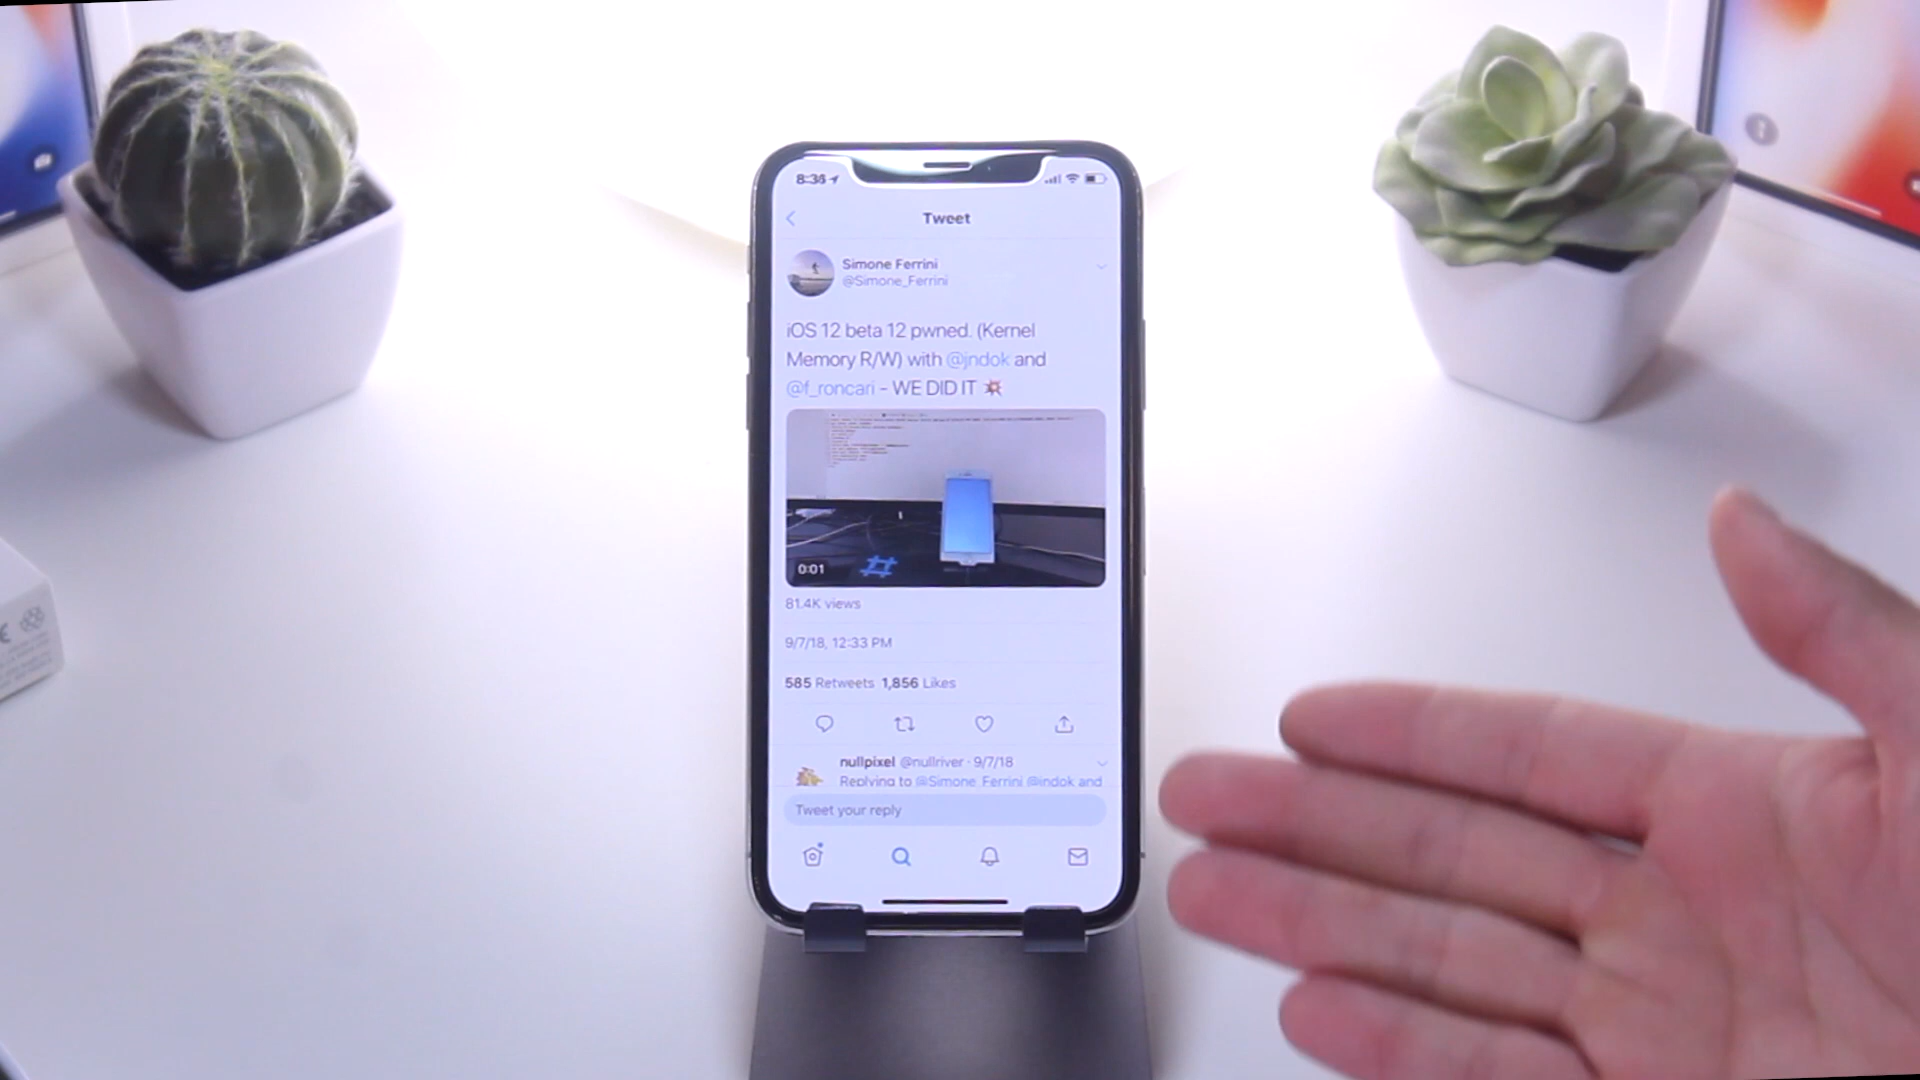 8:36
Tweet
Simone Ferrini
@Simone_Ferrini
iOS 12 beta 12 pwned. (Kernel
Memory R/W) with @jndok and
@f_roncari - WE DID IT 💥
0:01
81.4K views
9/7/18, 12:33 PM
585 Retweets 1,856 Likes
nullpixel @nullriver · 9/7/18
Replying to @Simone_Ferrini @jndok and
Tweet your reply